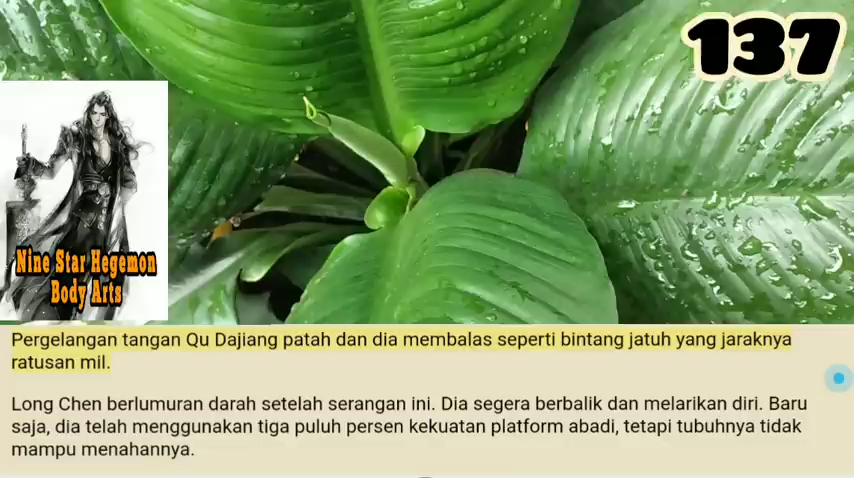 137
Nine Star Hegemon
Body Arts
Pergelangan tangan Qu Dajiang patah dan dia membalas seperti bintang jatuh yang jaraknya
ratusan mil.
Long Chen berlumuran darah setelah serangan ini. Dia segera berbalik dan melarikan diri. Baru
saja, dia telah menggunakan tiga puluh persen kekuatan platform abadi, tetapi tubuhnya tidak
mampu menahannya.